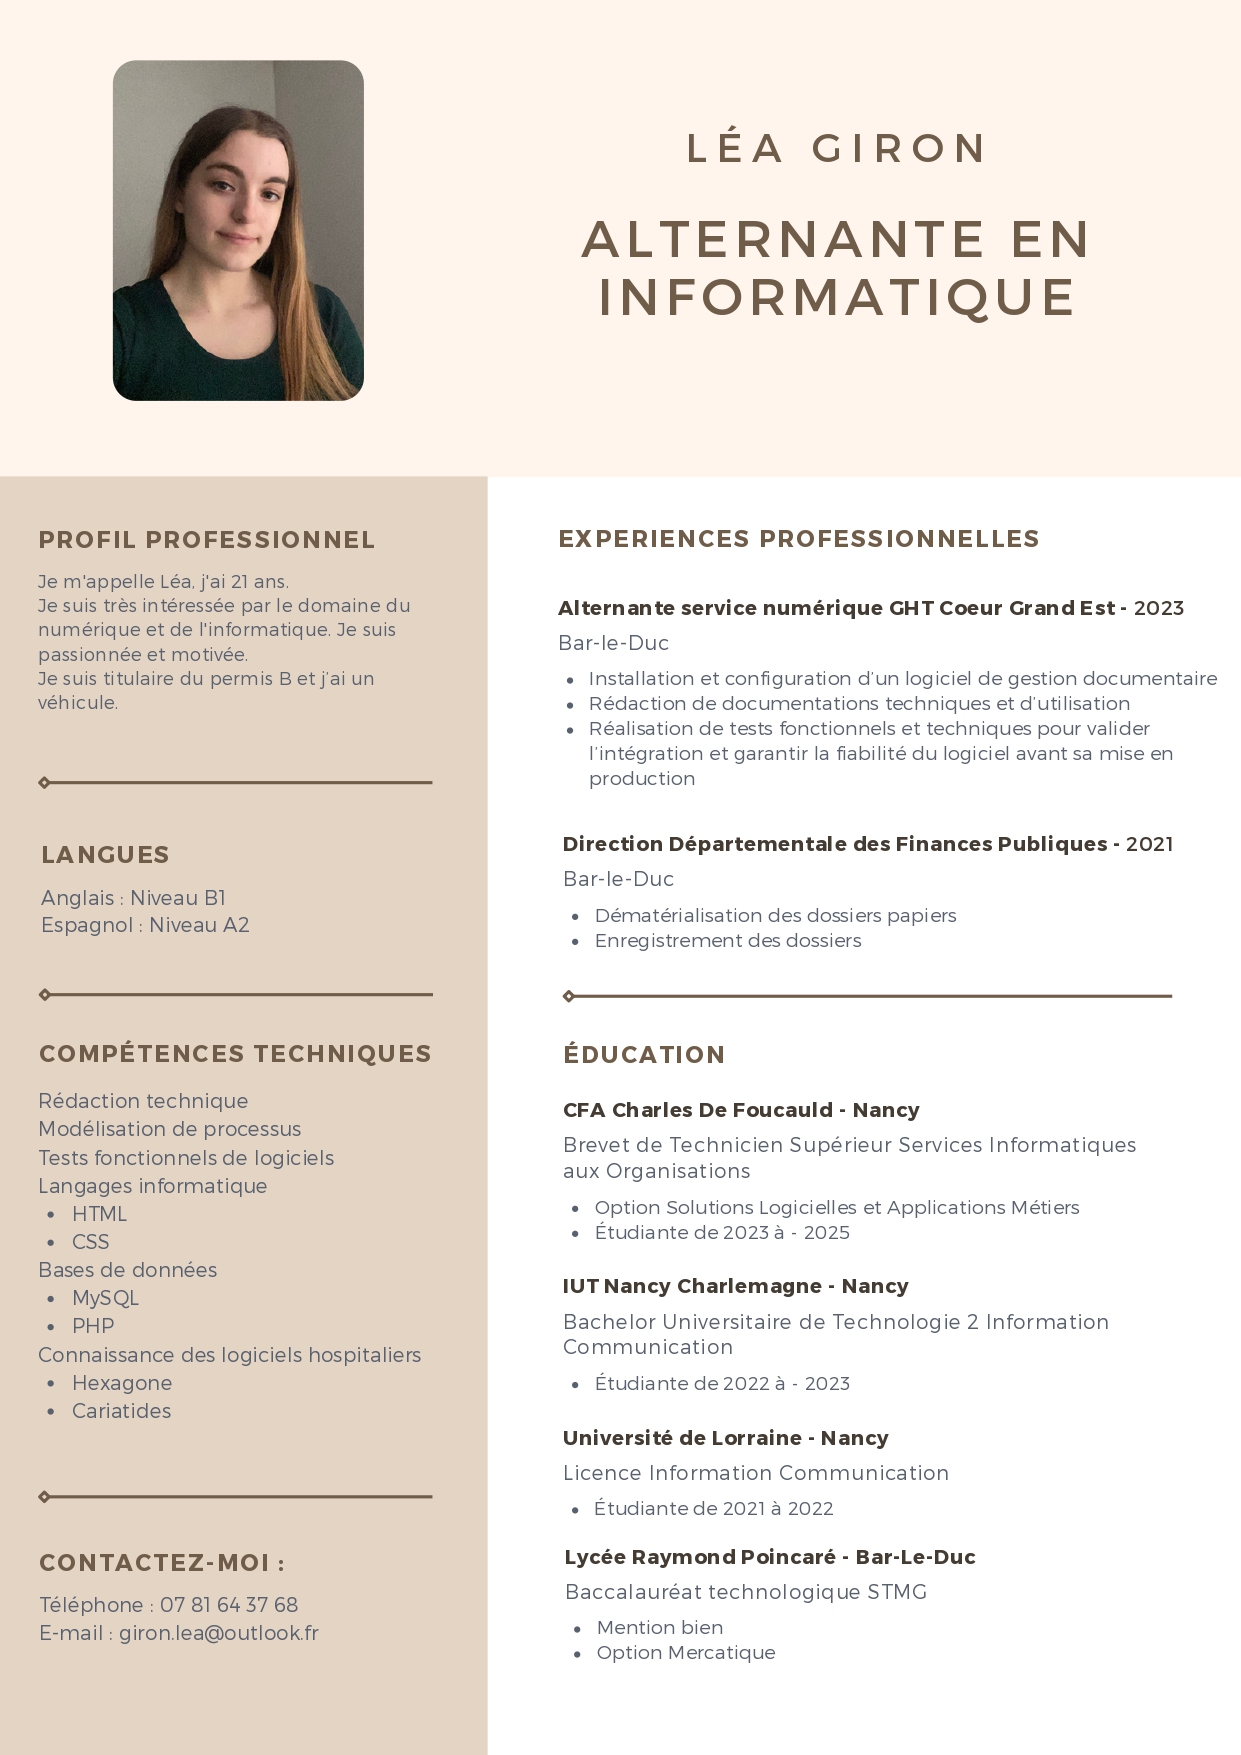 LÉA GIRON
ALTERNANTE EN
INFORMATIQUE
PROFIL PROFESSIONNEL
Je m'appelle Léa, j'ai 21 ans.
Je suis très intéressée par le domaine du
numérique et de l'informatique. Je suis
passionnée et motivée.
Je suis titulaire du permis B et j’ai un
véhicule.
LANGUES
Anglais : Niveau B1
Espagnol : Niveau A2
COMPÉTENCES TECHNIQUES
Rédaction technique
Modélisation de processus
Tests fonctionnels de logiciels
Langages informatique
• HTML
• CSS
Bases de données
• MySQL
• PHP
Connaissance des logiciels hospitaliers
• Hexagone
• Cariatides
CONTACTEZ-MOI :
Téléphone : 07 81 64 37 68
E-mail : giron.lea@outlook.fr
EXPERIENCES PROFESSIONNELLES
Alternante service numérique GHT Coeur Grand Est - 2023
Bar-le-Duc
• Installation et configuration d’un logiciel de gestion documentaire
• Rédaction de documentations techniques et d’utilisation
• Réalisation de tests fonctionnels et techniques pour valider
l’intégration et garantir la fiabilité du logiciel avant sa mise en
production
Direction Départementale des Finances Publiques - 2021
Bar-le-Duc
• Dématérialisation des dossiers papiers
• Enregistrement des dossiers
ÉDUCATION
CFA Charles De Foucauld - Nancy
Brevet de Technicien Supérieur Services Informatiques
aux Organisations
• Option Solutions Logicielles et Applications Métiers
• Étudiante de 2023 à - 2025
IUT Nancy Charlemagne - Nancy
Bachelor Universitaire de Technologie 2 Information
Communication
• Étudiante de 2022 à - 2023
Université de Lorraine - Nancy
Licence Information Communication
• Étudiante de 2021 à 2022
Lycée Raymond Poincaré - Bar-Le-Duc
Baccalauréat technologique STMG
• Mention bien
• Option Mercatique